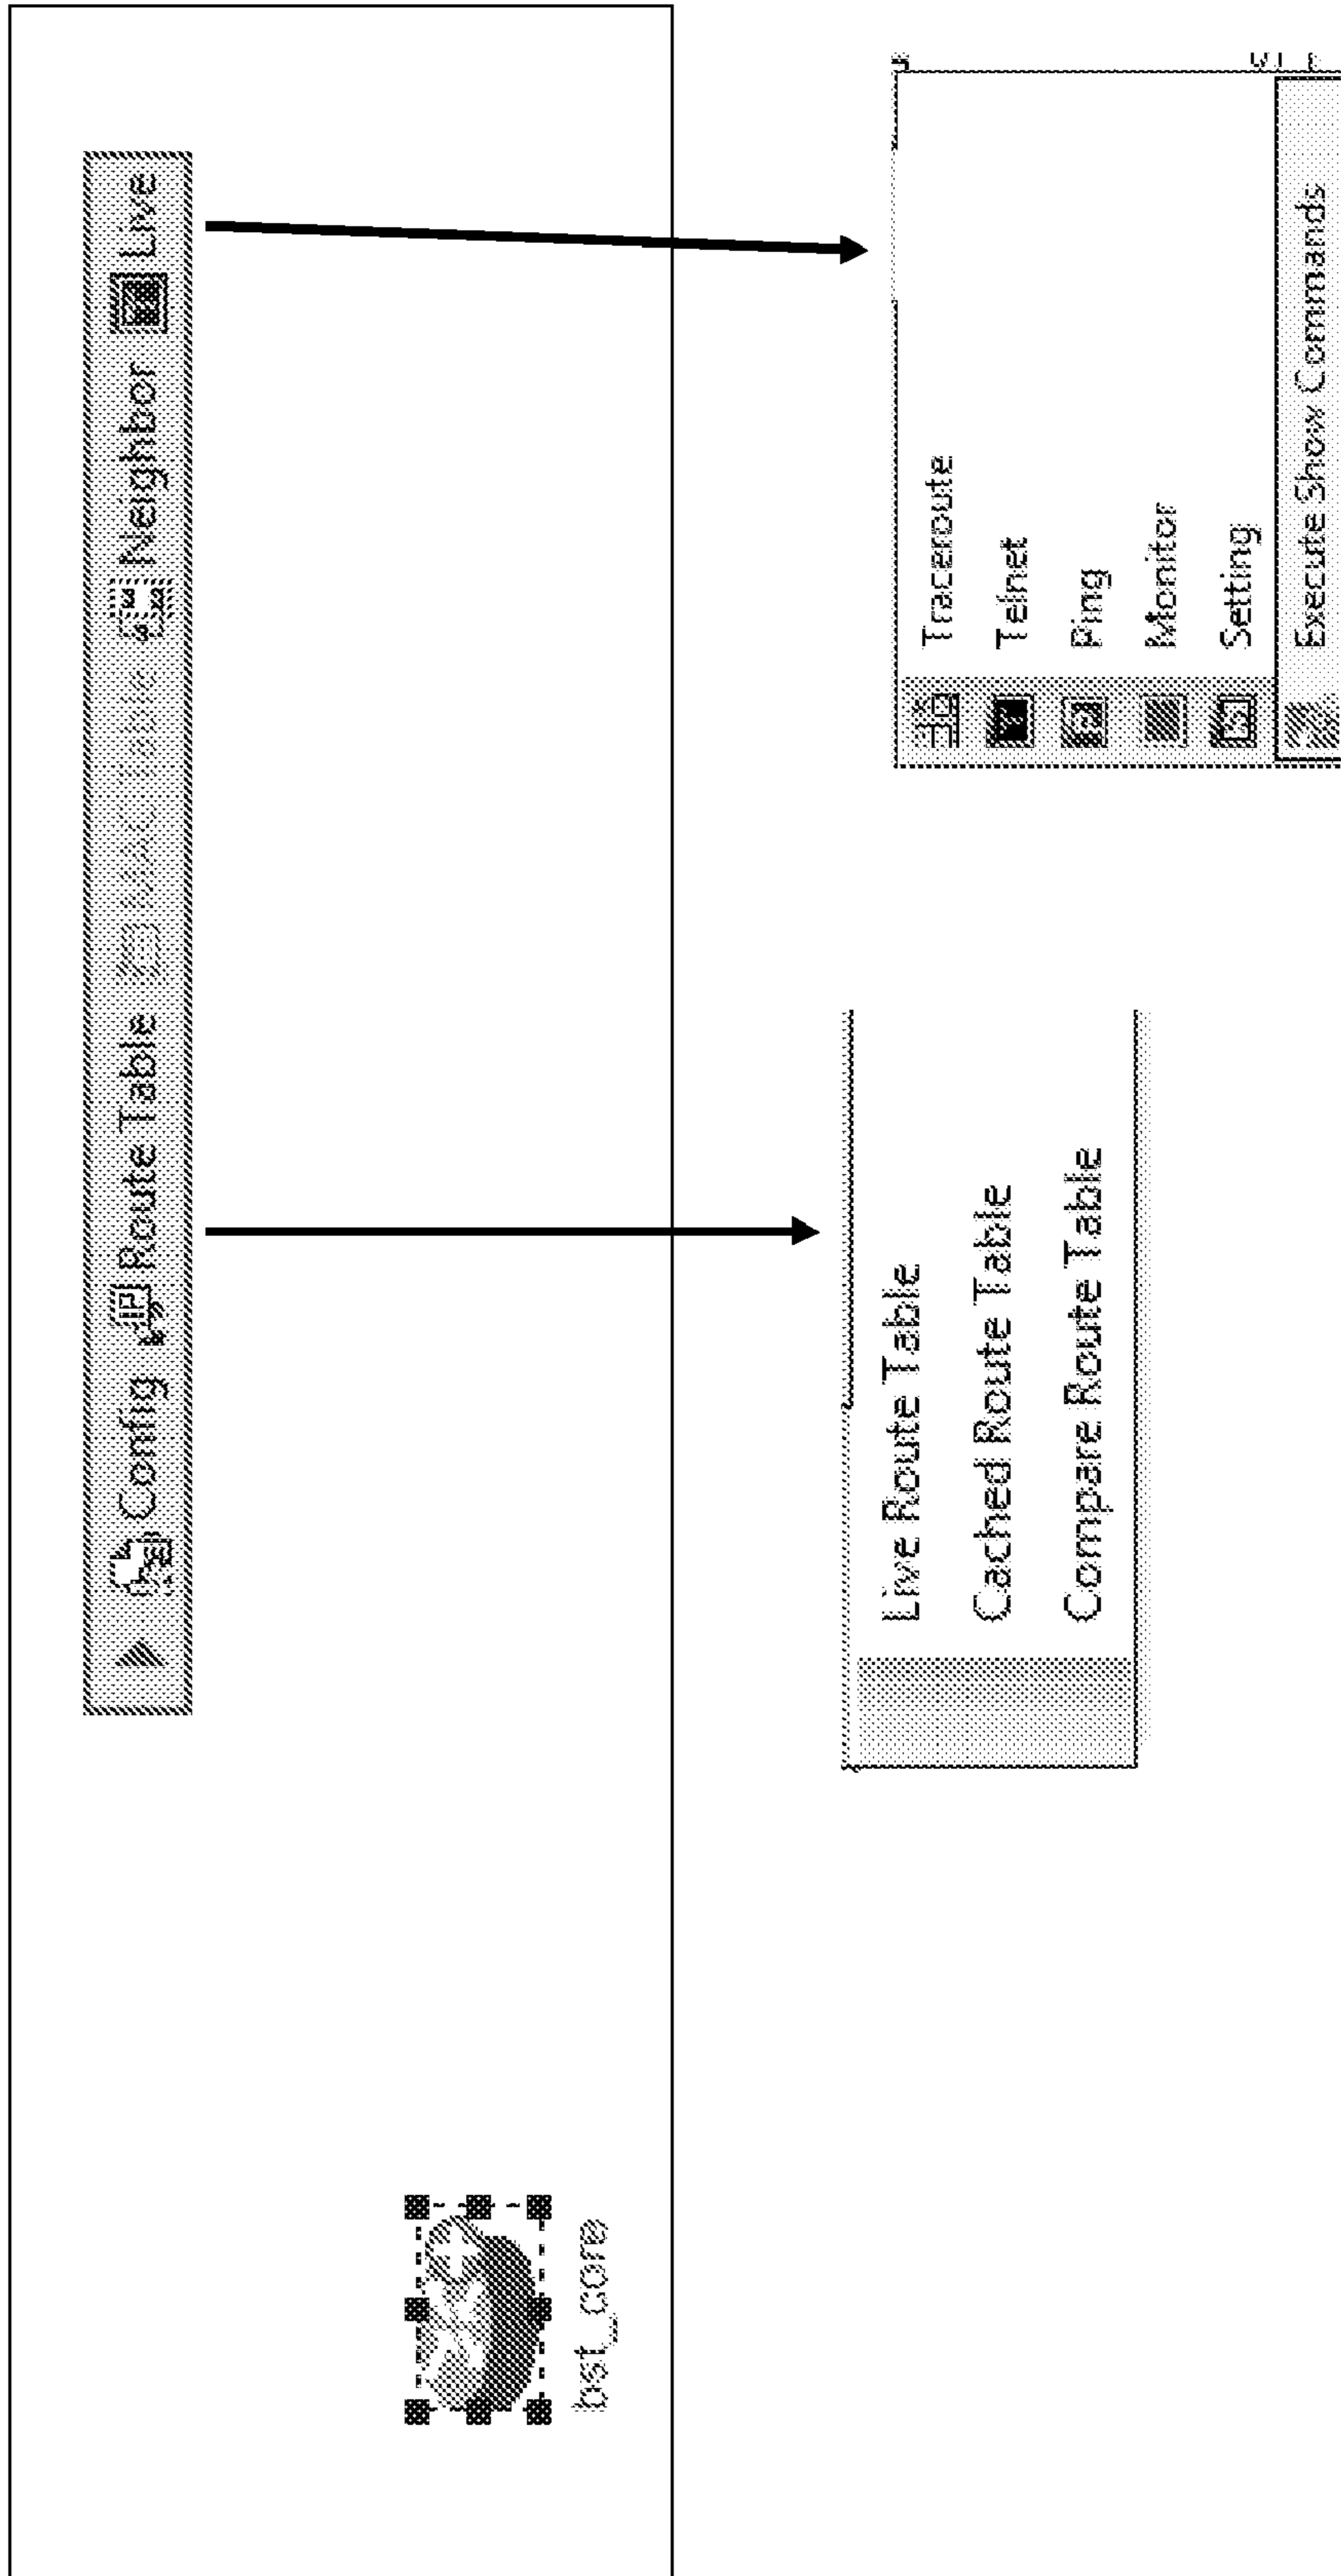 Config Route Table Neighbor Live
bst_core
Live Route Table
Cached Route Table
Compare Route Table
Traceroute
Telnet
Ping
Monitor
Setting
Execute Show Commands